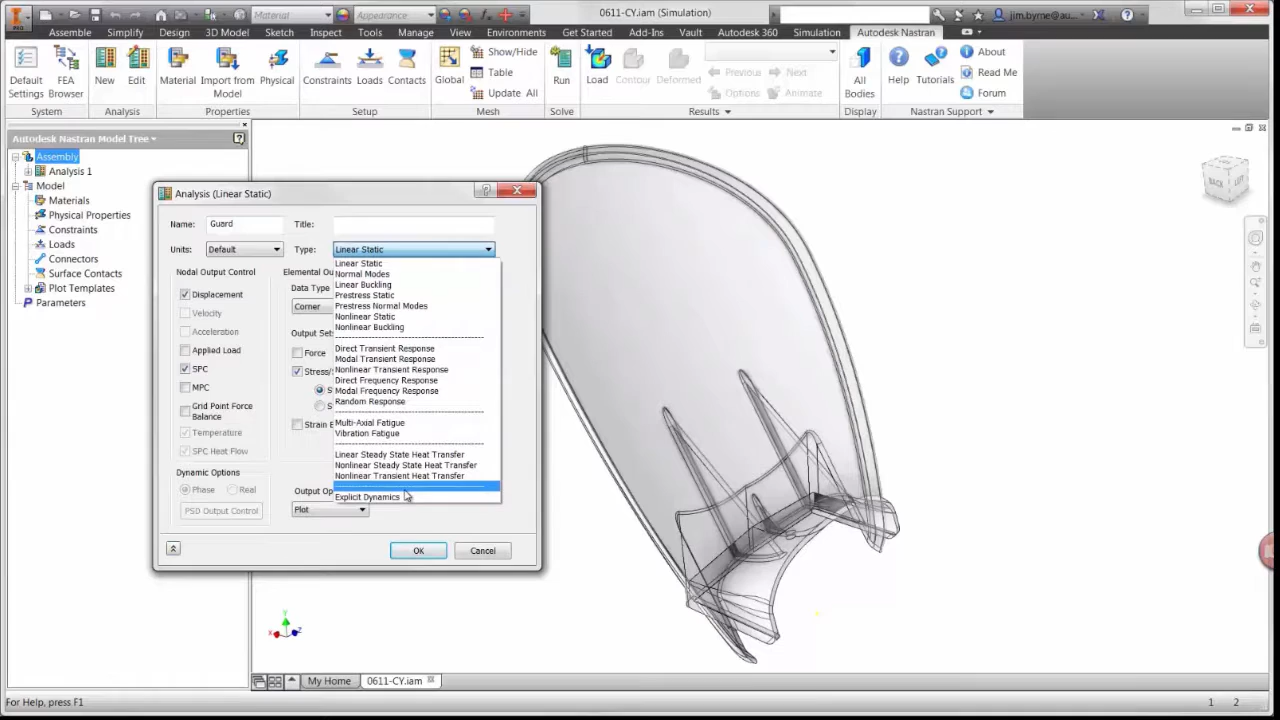 PRO
Material
Appearance
0611-CY.iam (Simulation)
jim.byrne@au...
Assemble Simplify Design 3D Model Sketch Inspect Tools Manage View Environments Get Started Add-Ins Vault Autodesk 360 Simulation Autodesk Nastran
Default Settings
FEA Browser
New
Edit
Material
Import from Model
Physical
Constraints
Loads
Contacts
Global
Show/Hide
Table
Update All
Run
Load
Contour
Deformed
Previous Next
Options Animate
All Bodies
Help
Tutorials
About
Read Me
Forum
System Analysis Properties Setup Mesh Solve Results Display Nastran Support
Autodesk Nastran Model Tree
Assembly
Analysis 1
Model
Materials
Physical Properties
Constraints
Loads
Connectors
Surface Contacts
Plot Templates
Parameters
Analysis (Linear Static)
Name: Guard Title:
Units: Default Type: Linear Static
Nodal Output Control
Displacement
Velocity
Acceleration
Applied Load
SPC
MPC
Grid Point Force
Balance
Temperature
SPC Heat Flow
Dynamic Options
Phase Real
PSD Output Control
Elemental Ou
Data Type
Corner
Output Set
Force
Stress/
S
S
Strain E
Output Op
Plot
Linear Static
Normal Modes
Linear Buckling
Prestress Static
Prestress Normal Modes
Nonlinear Static
Nonlinear Buckling
Direct Transient Response
Modal Transient Response
Nonlinear Transient Response
Direct Frequency Response
Modal Frequency Response
Random Response
Multi-Axial Fatigue
Vibration Fatigue
Linear Steady State Heat Transfer
Nonlinear Steady State Heat Transfer
Nonlinear Transient Heat Transfer
Explicit Dynamics
OK Cancel
BACK LEFT
Y
X Z
My Home 0611-CY.iam
For Help, press F1
1 2